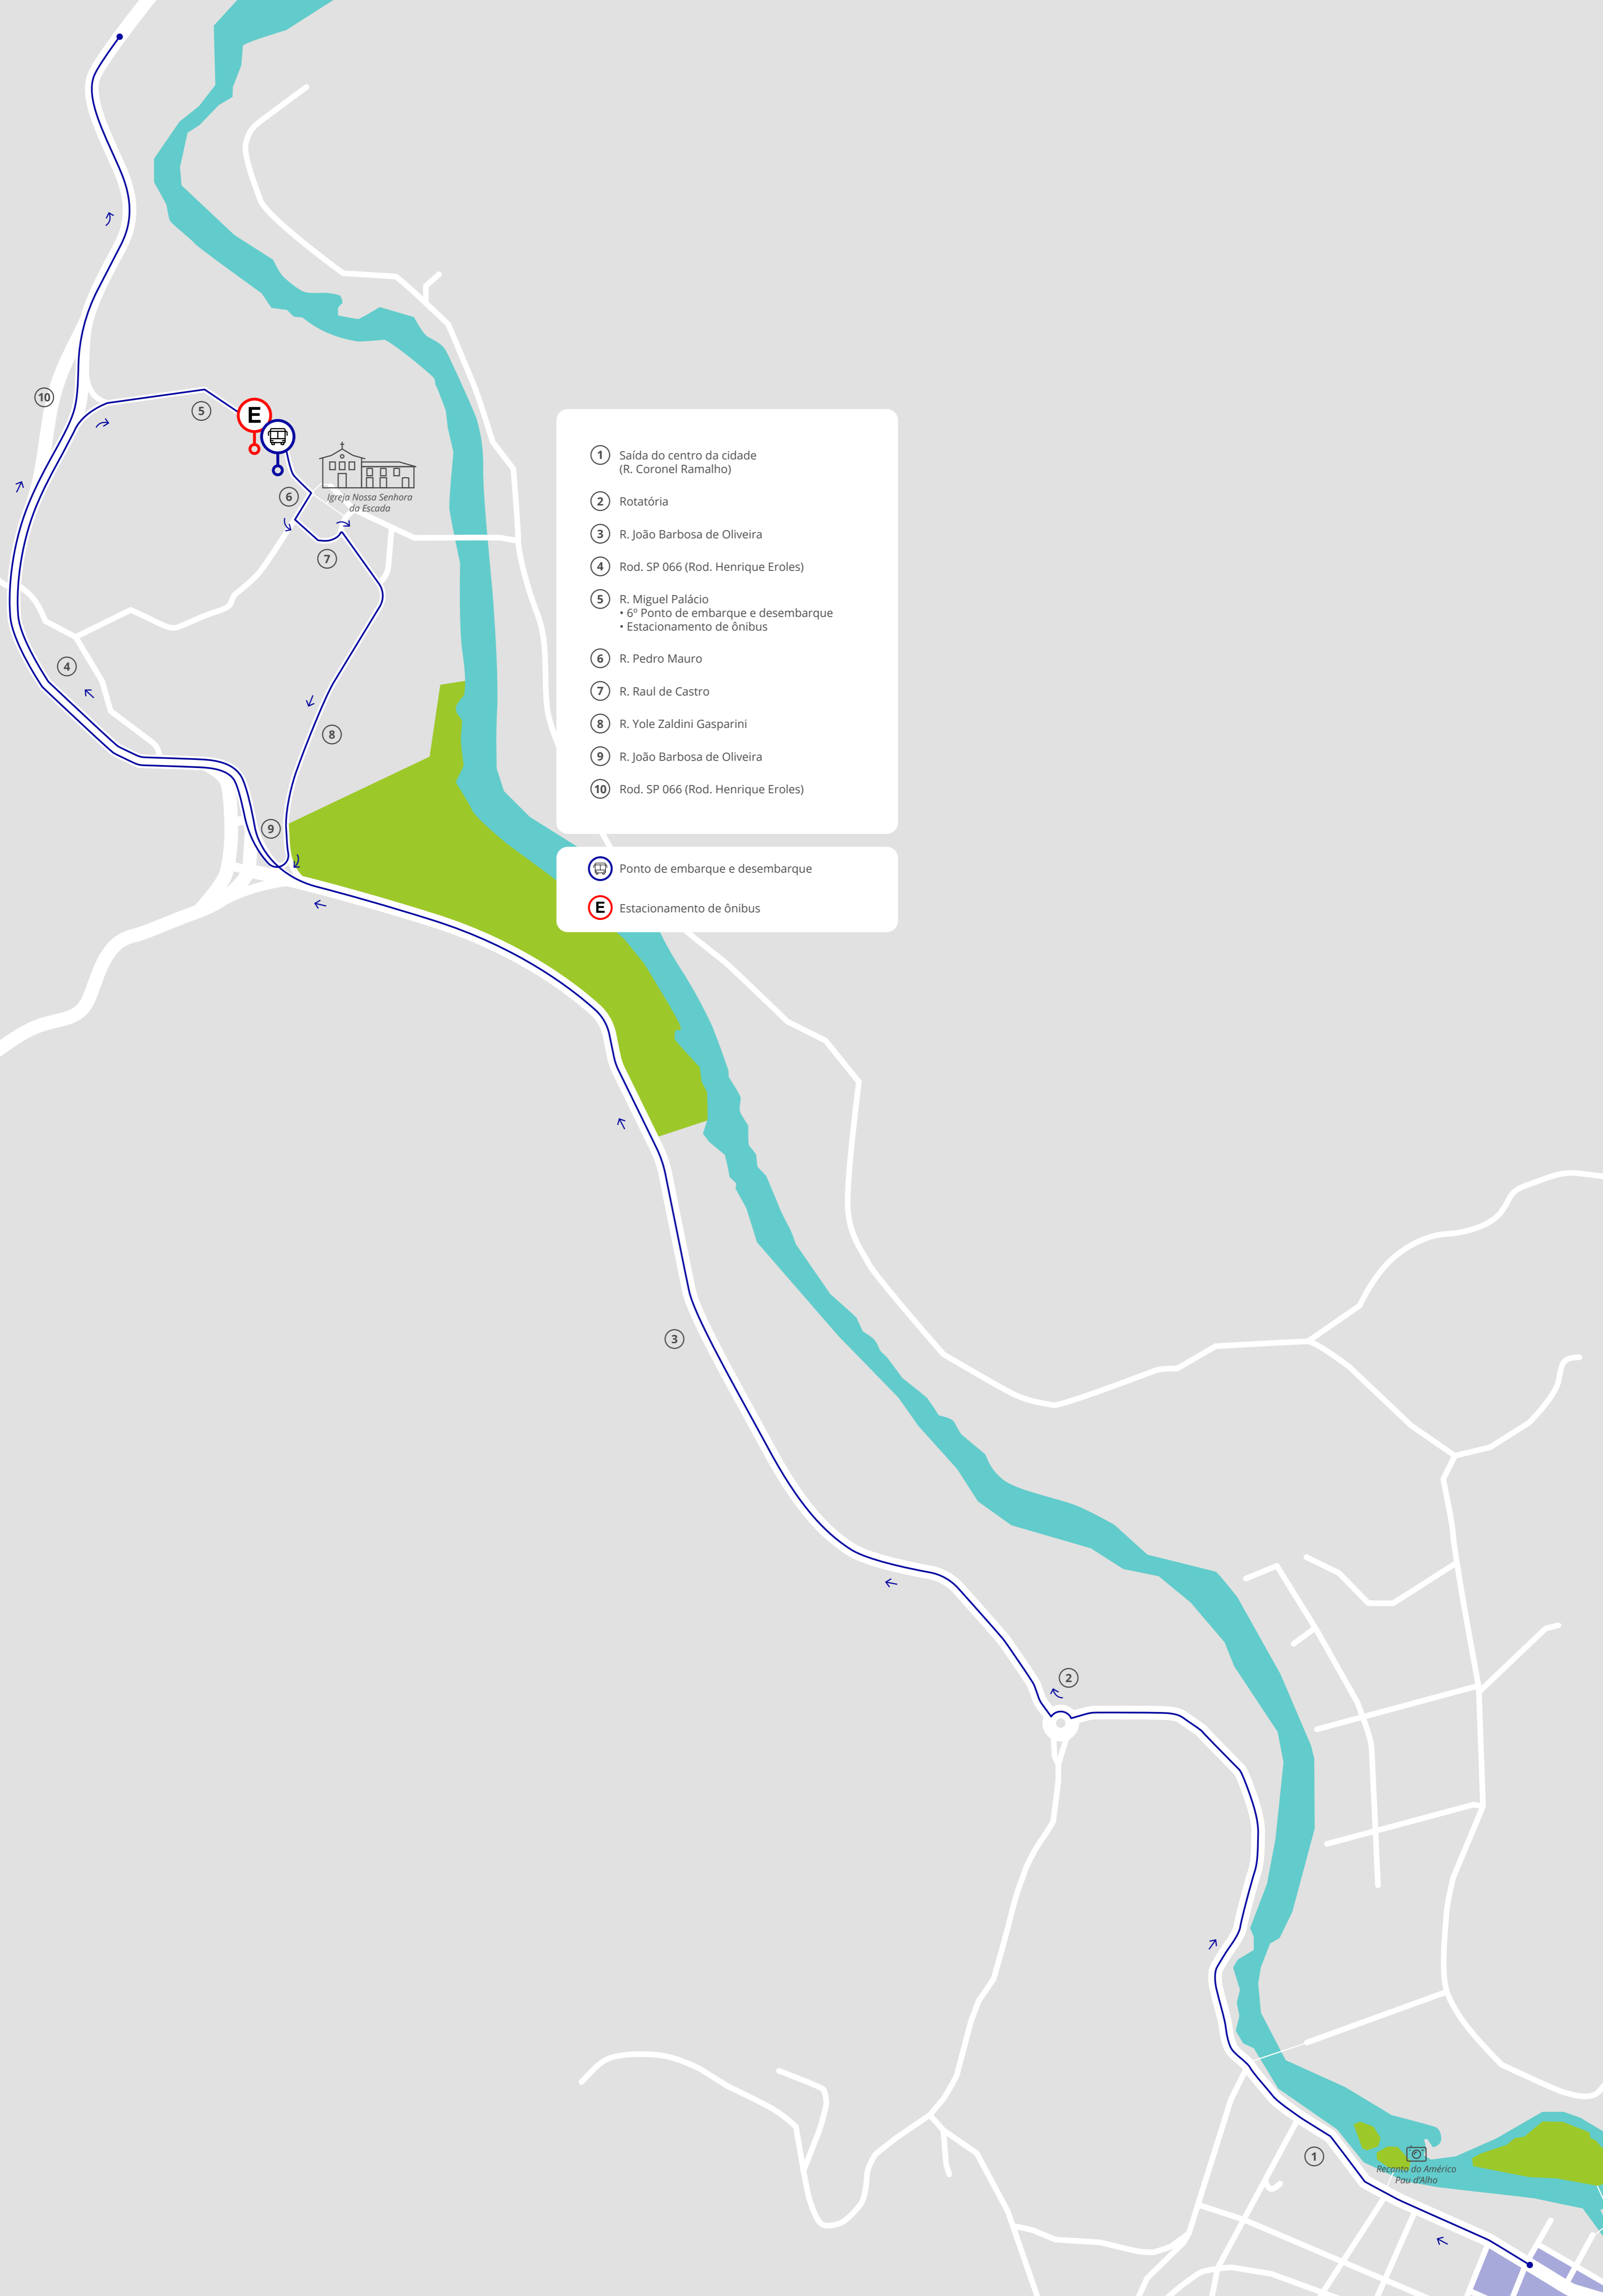 10
5
E
Igreja Nossa Senhora
da Escada
6
7
4
8
9
1 Saída do centro da cidade
(R. Coronel Ramalho)
2 Rotatória
3 R. João Barbosa de Oliveira
4 Rod. SP 066 (Rod. Henrique Eroles)
5 R. Miguel Palácio
• 6º Ponto de embarque e desembarque
• Estacionamento de ônibus
6 R. Pedro Mauro
7 R. Raul de Castro
8 R. Yole Zaldini Gasparini
9 R. João Barbosa de Oliveira
10 Rod. SP 066 (Rod. Henrique Eroles)
Ponto de embarque e desembarque
E Estacionamento de ônibus
3
2
1
Recanto do Américo
Pau d'Alho